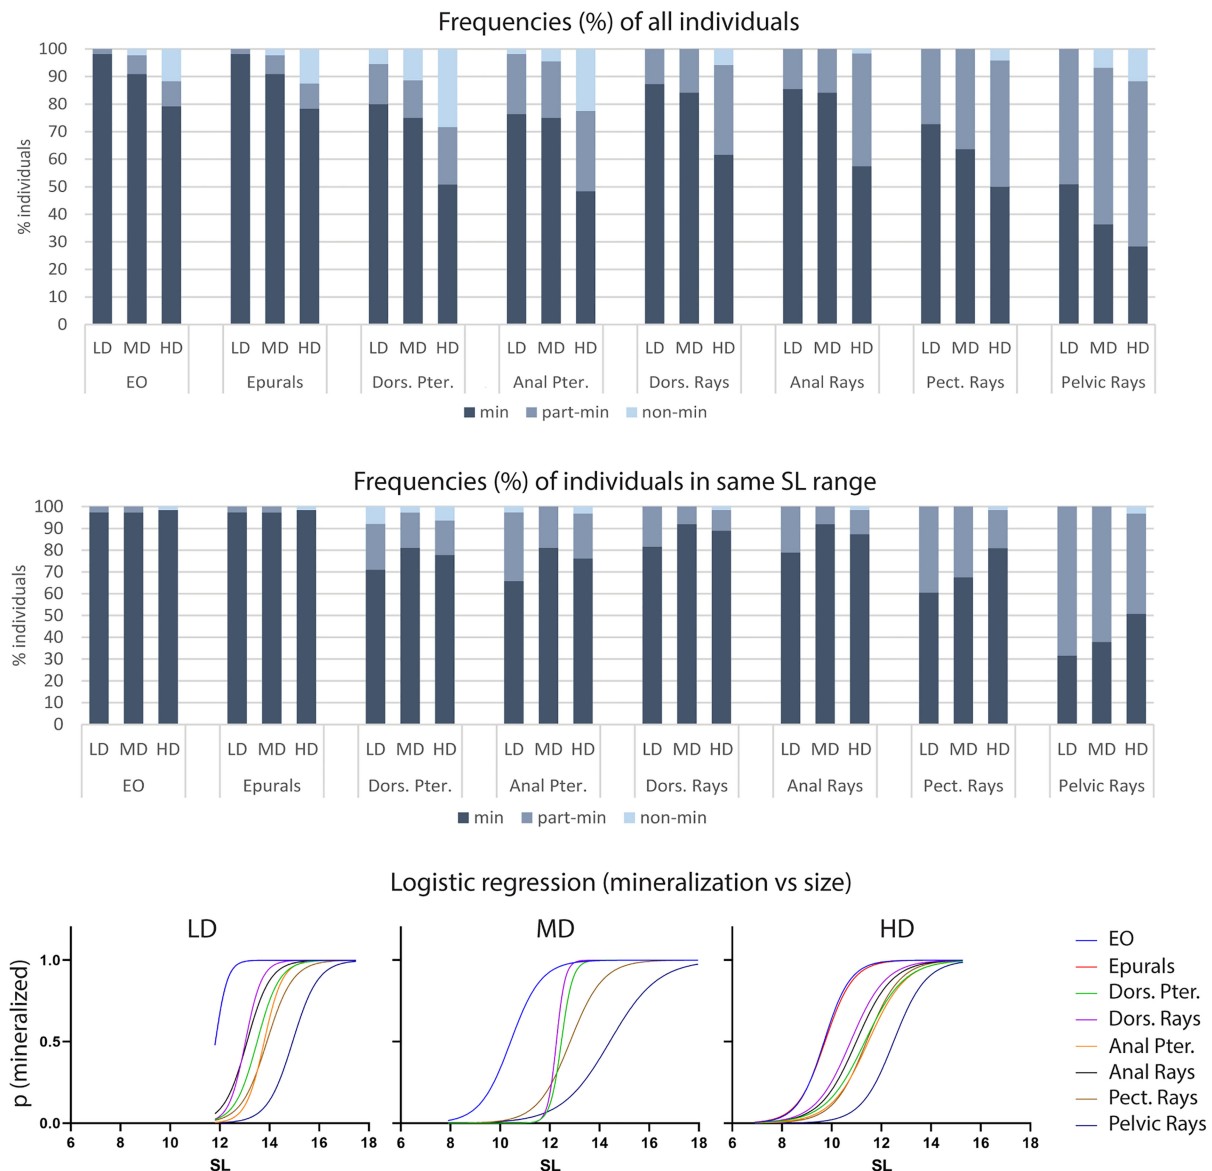 Frequencies (%) of all individuals
100
90
80
70
60
50
40
30
20
10
0
% individuals
LD MD HD LD MD HD LD MD HD LD MD HD LD MD HD LD MD HD LD MD HD LD MD HD
EO Epurals Dors. Pter. Anal Pter. Dors. Rays Anal Rays Pect. Rays Pelvic Rays
min part-min non-min
Frequencies (%) of individuals in same SL range
100
90
80
70
60
50
40
30
20
10
0
% individuals
LD MD HD LD MD HD LD MD HD LD MD HD LD MD HD LD MD HD LD MD HD LD MD HD
EO Epurals Dors. Pter. Anal Pter. Dors. Rays Anal Rays Pect. Rays Pelvic Rays
min part-min non-min
Logistic regression (mineralization vs size)
LD MD HD
p (mineralized)
1.0
0.5
0.0
6 8 10 12 14 16 18 6 8 10 12 14 16 18 6 8 10 12 14 16 18
SL SL SL
EO
Epurals
Dors. Pter.
Dors. Rays
Anal Pter.
Anal Rays
Pect. Rays
Pelvic Rays